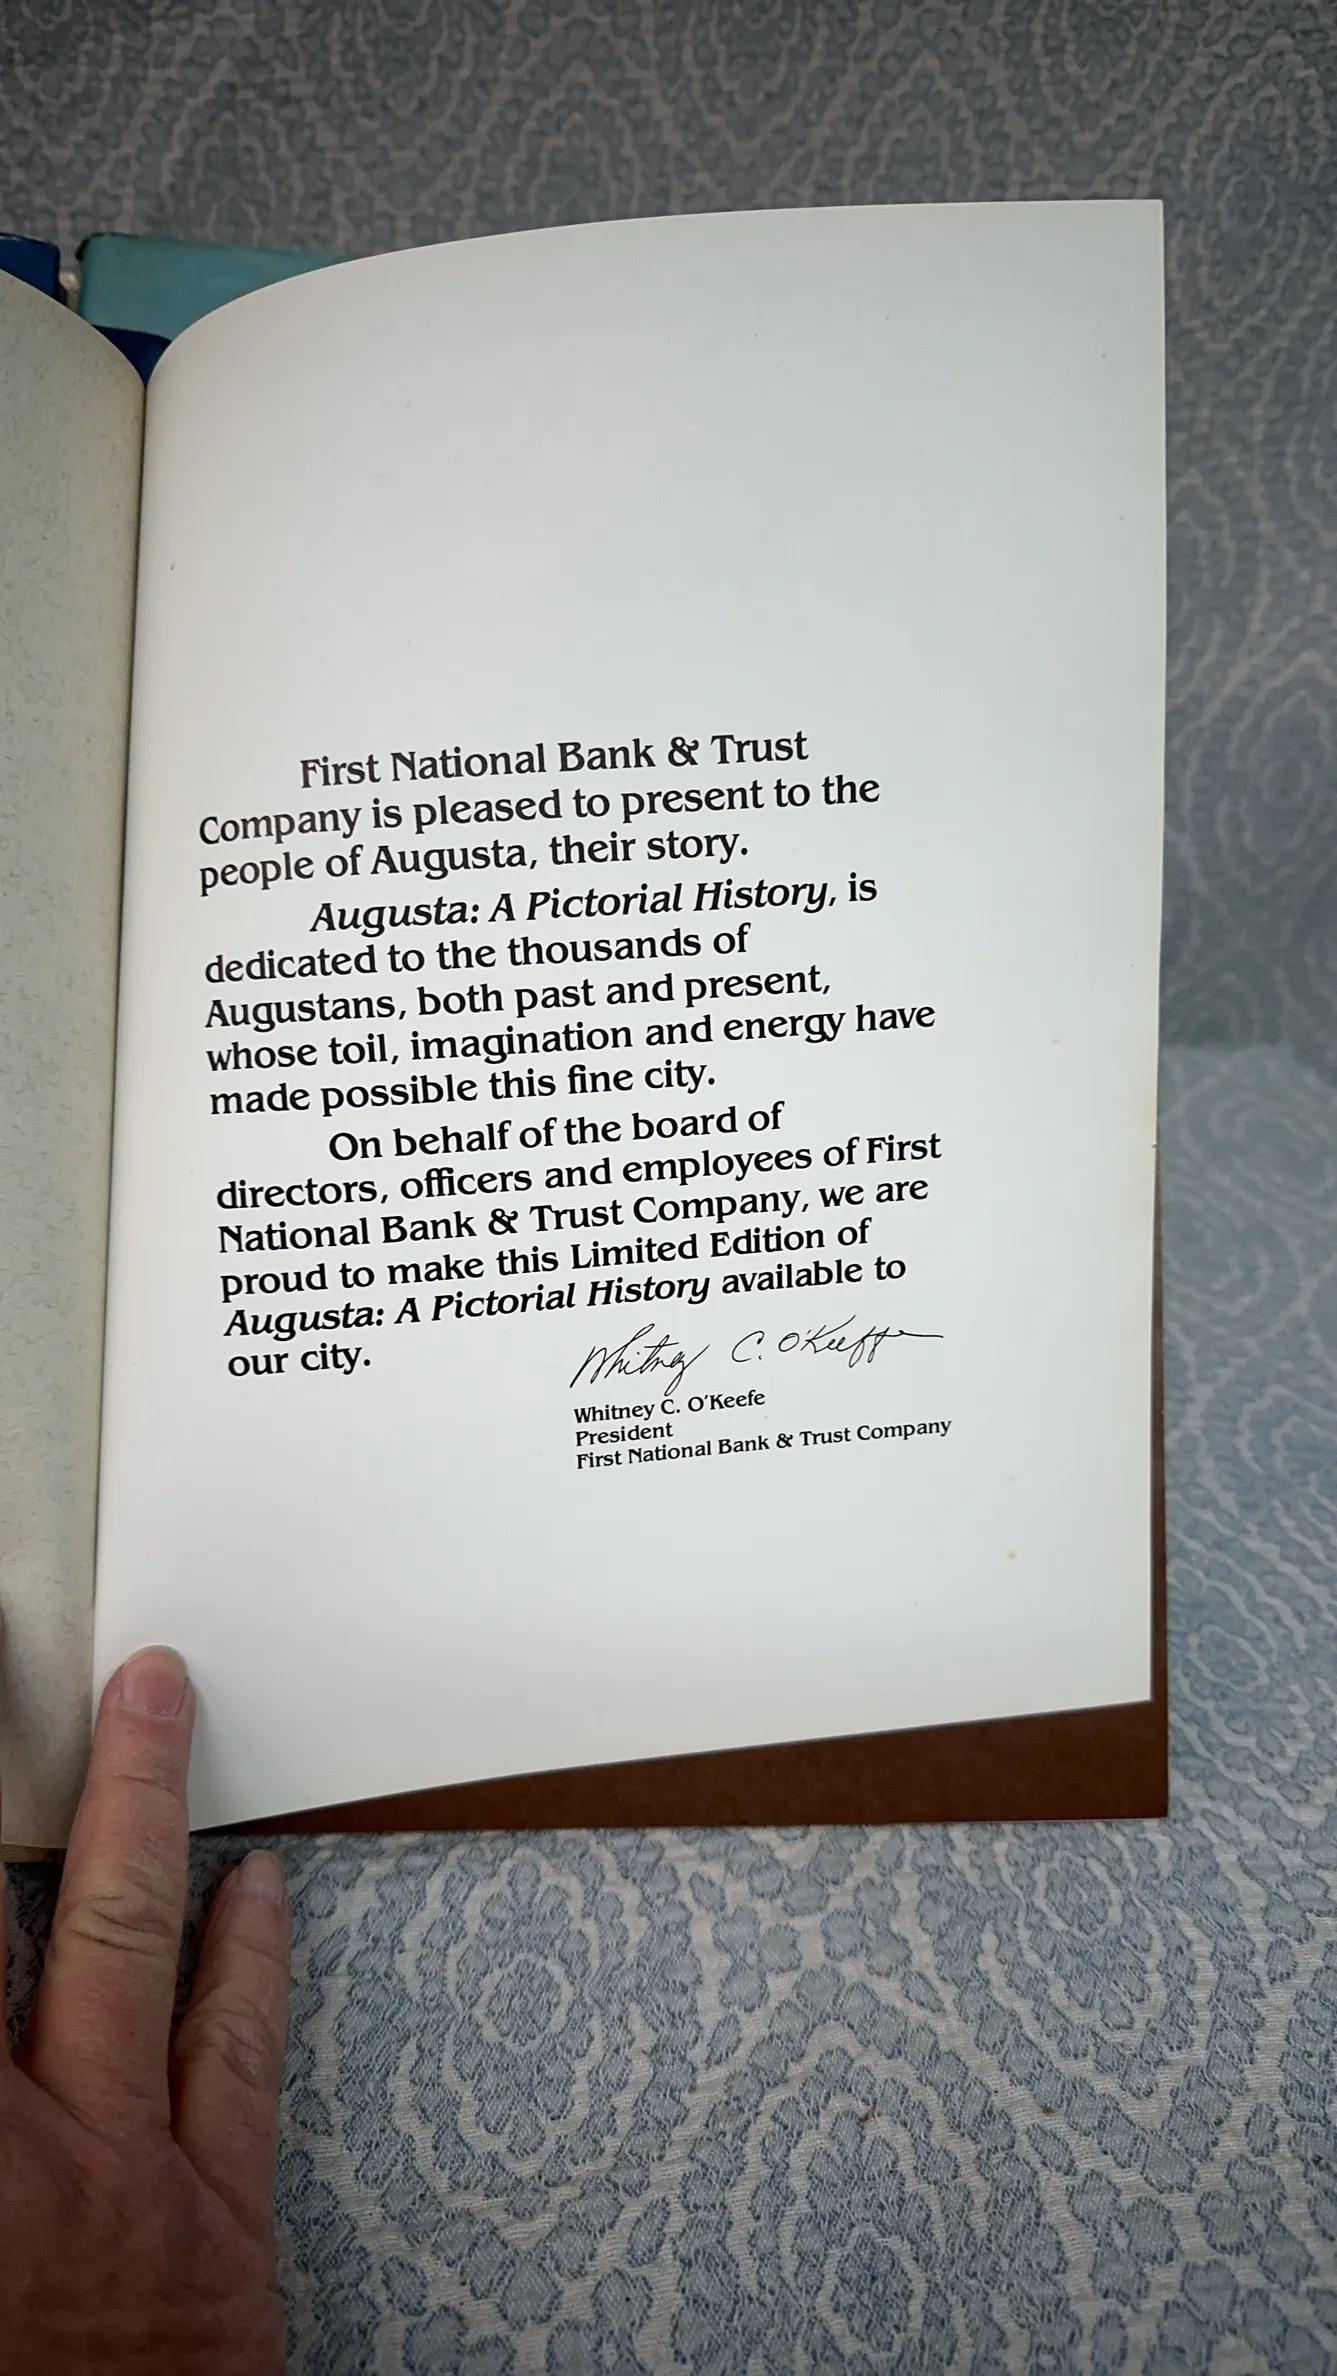 First National Bank & Trust
Company is pleased to present to the
people of Augusta, their story.
Augusta: A Pictorial History, is
dedicated to the thousands of
Augustans, both past and present,
whose toil, imagination and energy have
made possible this fine city.
On behalf of the board of
directors, officers and employees of First
National Bank & Trust Company, we are
proud to make this Limited Edition of
Augusta: A Pictorial History available to
our city.
Whitney C. O'Keeffe
Whitney C. O'Keefe
President
First National Bank & Trust Company